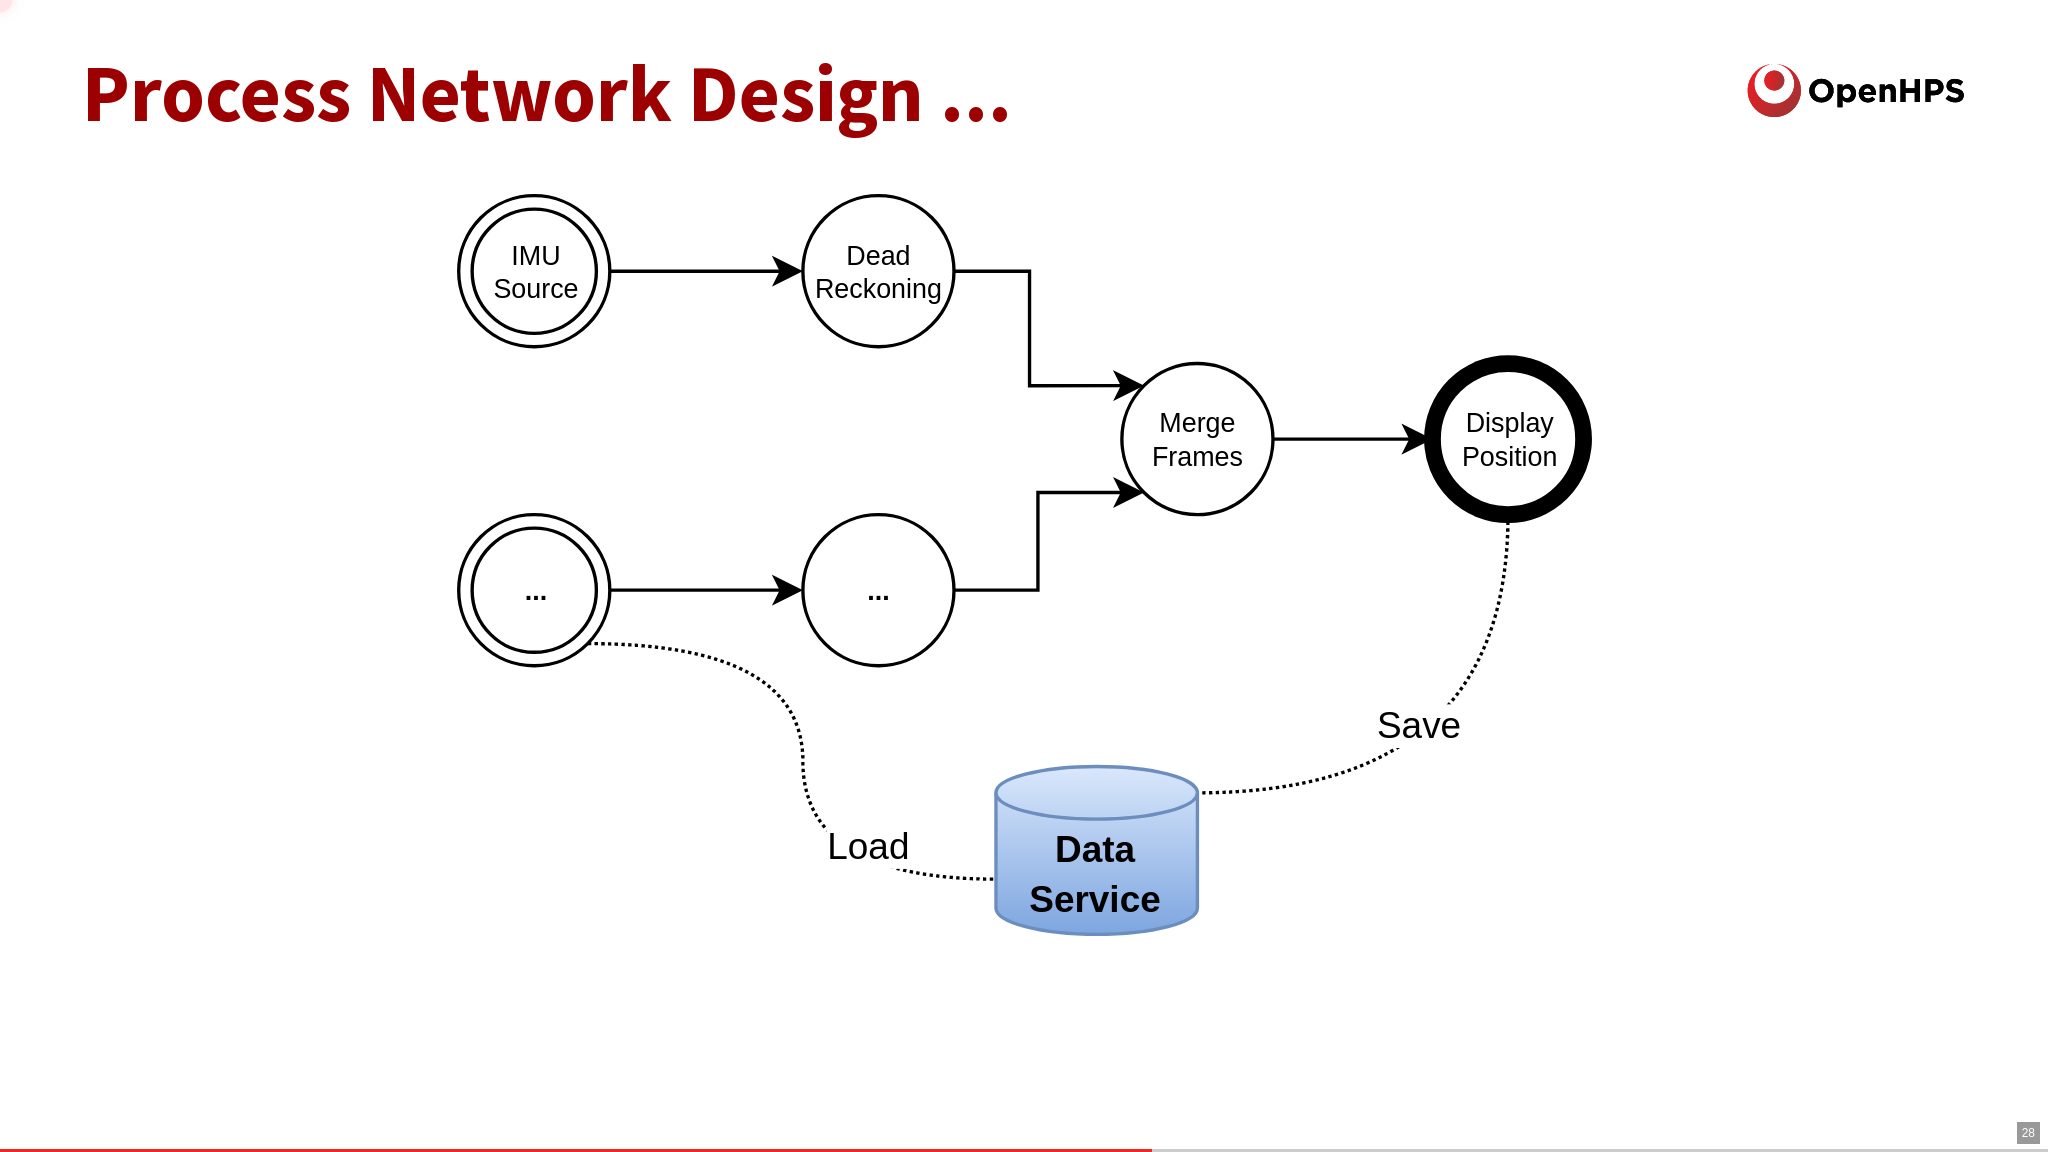 Process Network Design ...
OpenHPS
IMU
Source
Dead
Reckoning
Merge
Frames
Display
Position
...
...
Save
Load
Data
Service
28